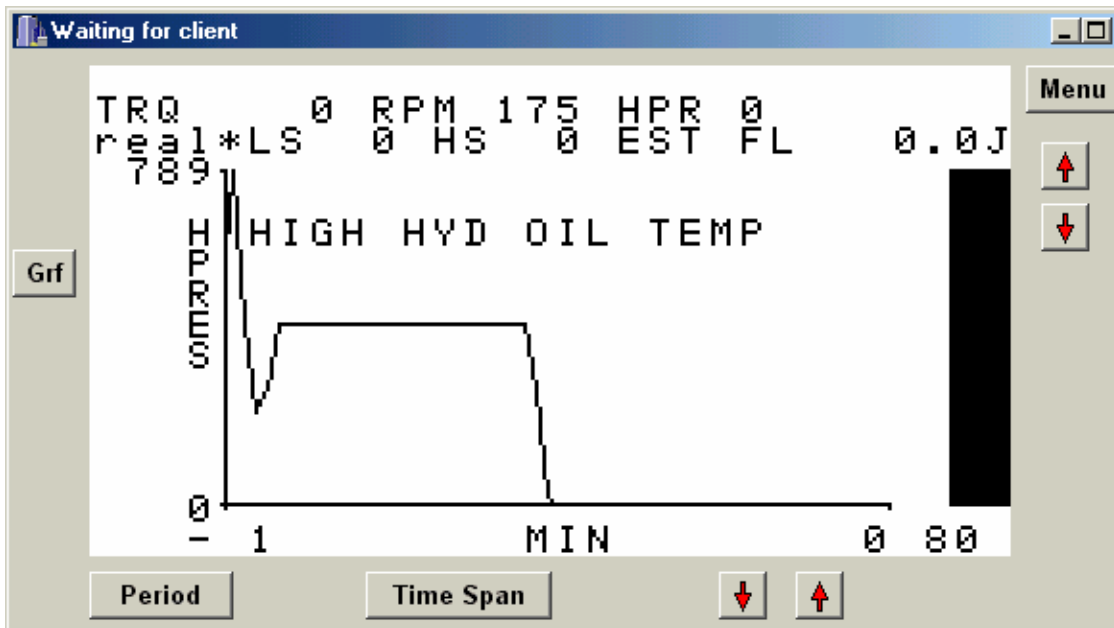 Waiting for client
Menu
TRQ 0 RPM 175 HPR 0
real*LS 0 HS 0 EST FL 0.0J
789
HIGH HYD OIL TEMP
HPRES
Grf
0
- 1 MIN 0 80
Period Time Span